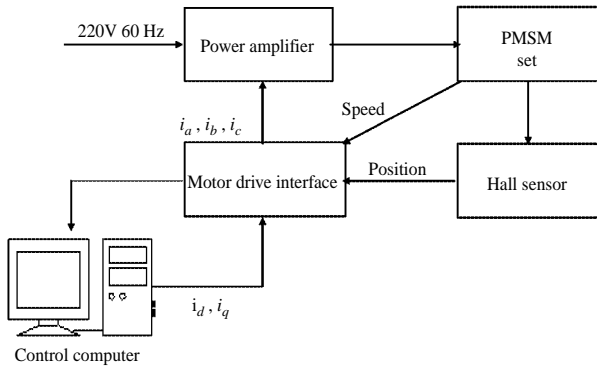 220V 60 Hz
Power amplifier
PMSM
set
Speed
i_a , i_b , i_c
Motor drive interface
Position
Hall sensor
i_d , i_q
Control computer